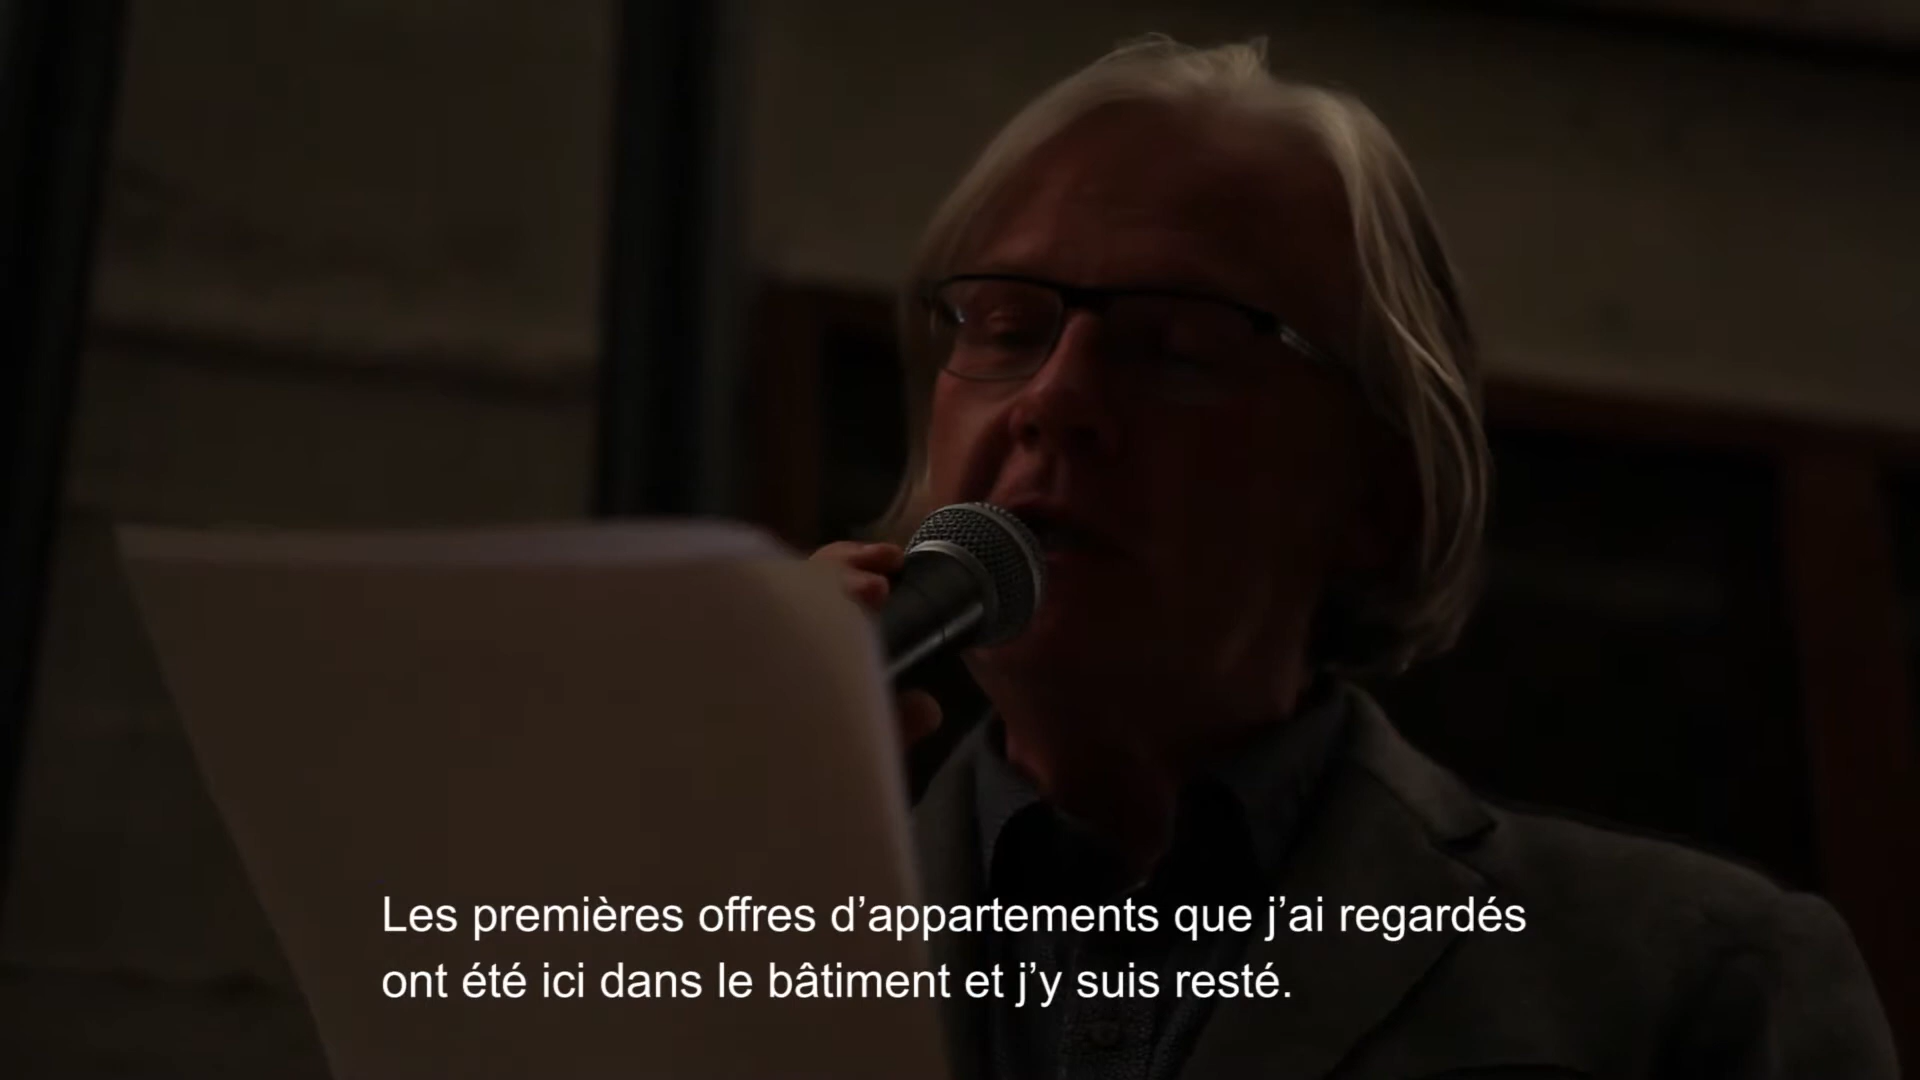 Les premières offres d’appartements que j’ai regardés
ont été ici dans le bâtiment et j’y suis resté.